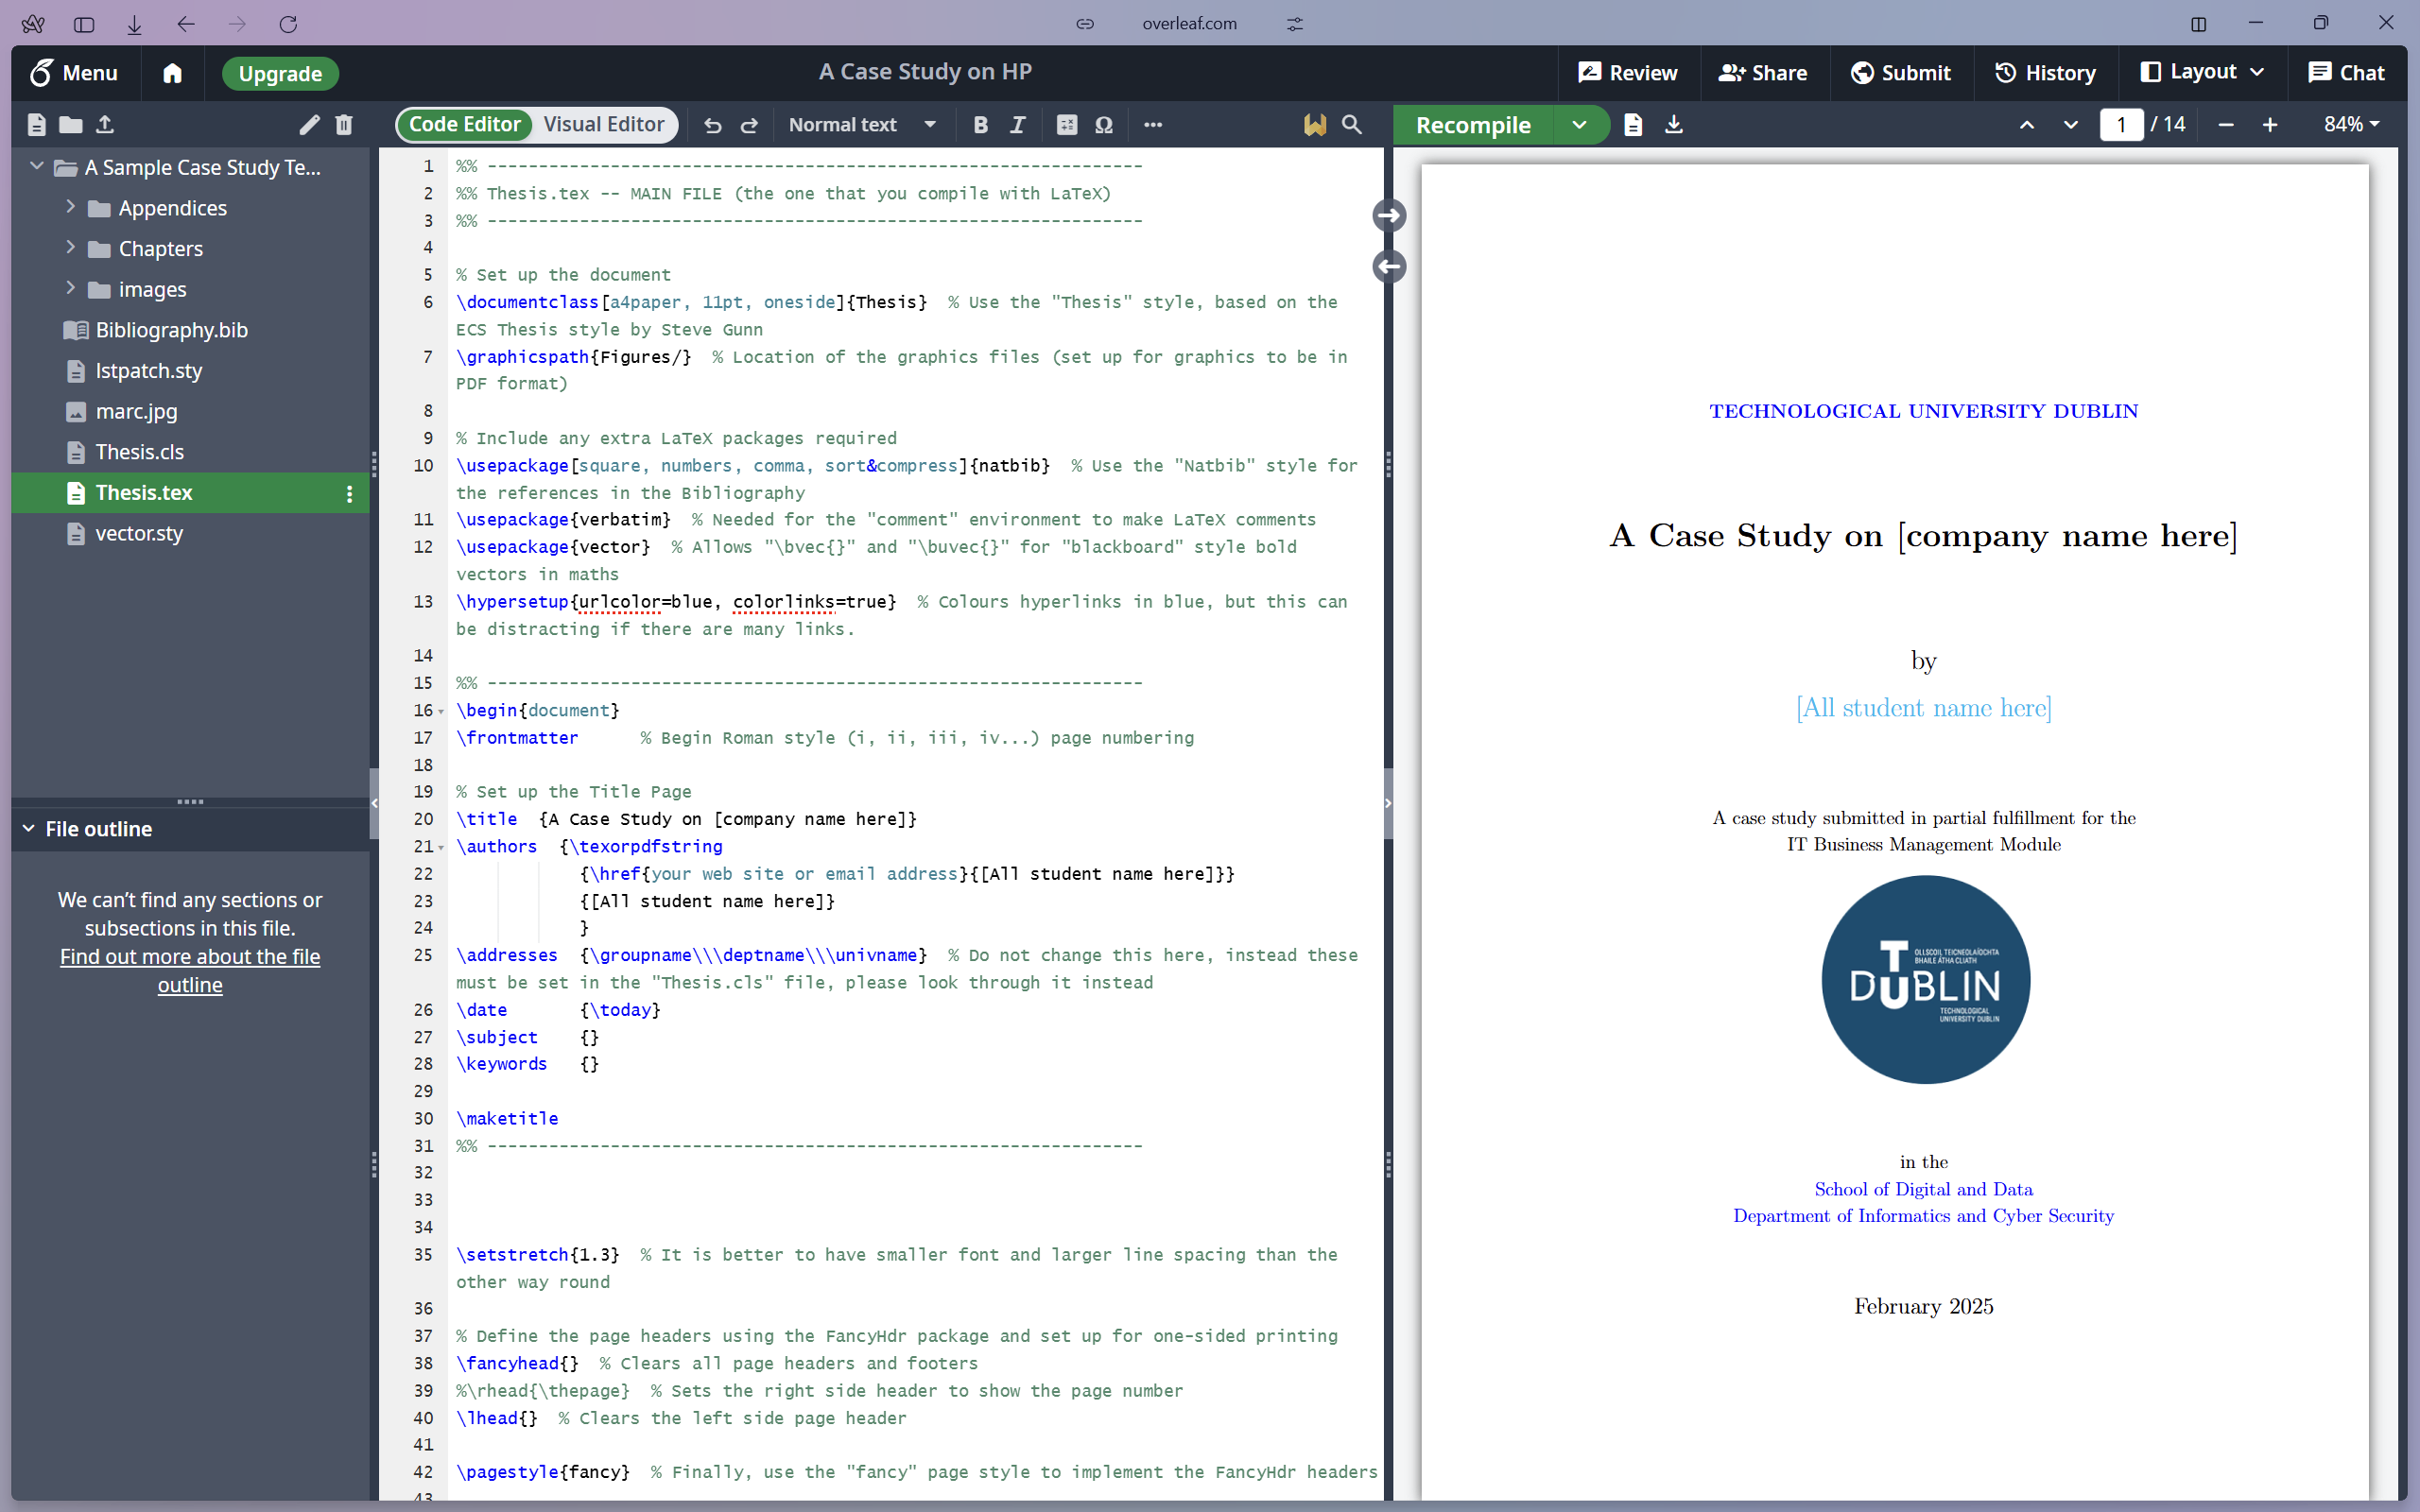 overleaf.com
Menu
Upgrade
A Case Study on HP
Review
Share
Submit
History
Layout
Chat
Code Editor
Visual Editor
Normal text
B
I
Ω
Recompile
1 / 14
84%
A Sample Case Study Te...
Appendices
Chapters
images
Bibliography.bib
lstpatch.sty
marc.jpg
Thesis.cls
Thesis.tex
vector.sty
File outline
We can't find any sections or
subsections in this file.
Find out more about the file
outline
1 %% ----------------------------------------------------------------
2 %% Thesis.tex -- MAIN FILE (the one that you compile with LaTeX)
3 %% ----------------------------------------------------------------
4
5 % Set up the document
6 \documentclass[a4paper, 11pt, oneside]{Thesis}  % Use the "Thesis" style, based on the
ECS Thesis style by Steve Gunn
7 \graphicspath{Figures/}  % Location of the graphics files (set up for graphics to be in
PDF format)
8
9 % Include any extra LaTeX packages required
10 \usepackage[square, numbers, comma, sort&compress]{natbib}  % Use the "Natbib" style for
the references in the Bibliography
11 \usepackage{verbatim}  % Needed for the "comment" environment to make LaTeX comments
12 \usepackage{vector}  % Allows "\bvec{}" and "\buvec{}" for "blackboard" style bold
vectors in maths
13 \hypersetup{urlcolor=blue, colorlinks=true}  % Colours hyperlinks in blue, but this can
be distracting if there are many links.
14
15 %% ----------------------------------------------------------------
16 \begin{document}
17 \frontmatter      % Begin Roman style (i, ii, iii, iv...) page numbering
18
19 % Set up the Title Page
20 \title  {A Case Study on [company name here]}
21 \authors  {\texorpdfstring
22             {\href{your web site or email address}{[All student name here]}}
23             {[All student name here]}
24             }
25 \addresses  {\groupname\\\deptname\\\univname}  % Do not change this here, instead these
must be set in the "Thesis.cls" file, please look through it instead
26 \date       {\today}
27 \subject    {}
28 \keywords   {}
29
30 \maketitle
31 %% ----------------------------------------------------------------
32
33
34
35 \setstretch{1.3}  % It is better to have smaller font and larger line spacing than the
other way round
36
37 % Define the page headers using the FancyHdr package and set up for one-sided printing
38 \fancyhead{}  % Clears all page headers and footers
39 %\rhead{\thepage}  % Sets the right side header to show the page number
40 \lhead{}  % Clears the left side page header
41
42 \pagestyle{fancy}  % Finally, use the "fancy" page style to implement the FancyHdr headers
43
TECHNOLOGICAL UNIVERSITY DUBLIN
A Case Study on [company name here]
by
[All student name here]
A case study submitted in partial fulfillment for the
IT Business Management Module
OLLSCOIL TEICNEOLAÍOCHTA
BHAILE ÁTHA CLIATH
TU DUBLIN
TECHNOLOGICAL
UNIVERSITY DUBLIN
in the
School of Digital and Data
Department of Informatics and Cyber Security
February 2025